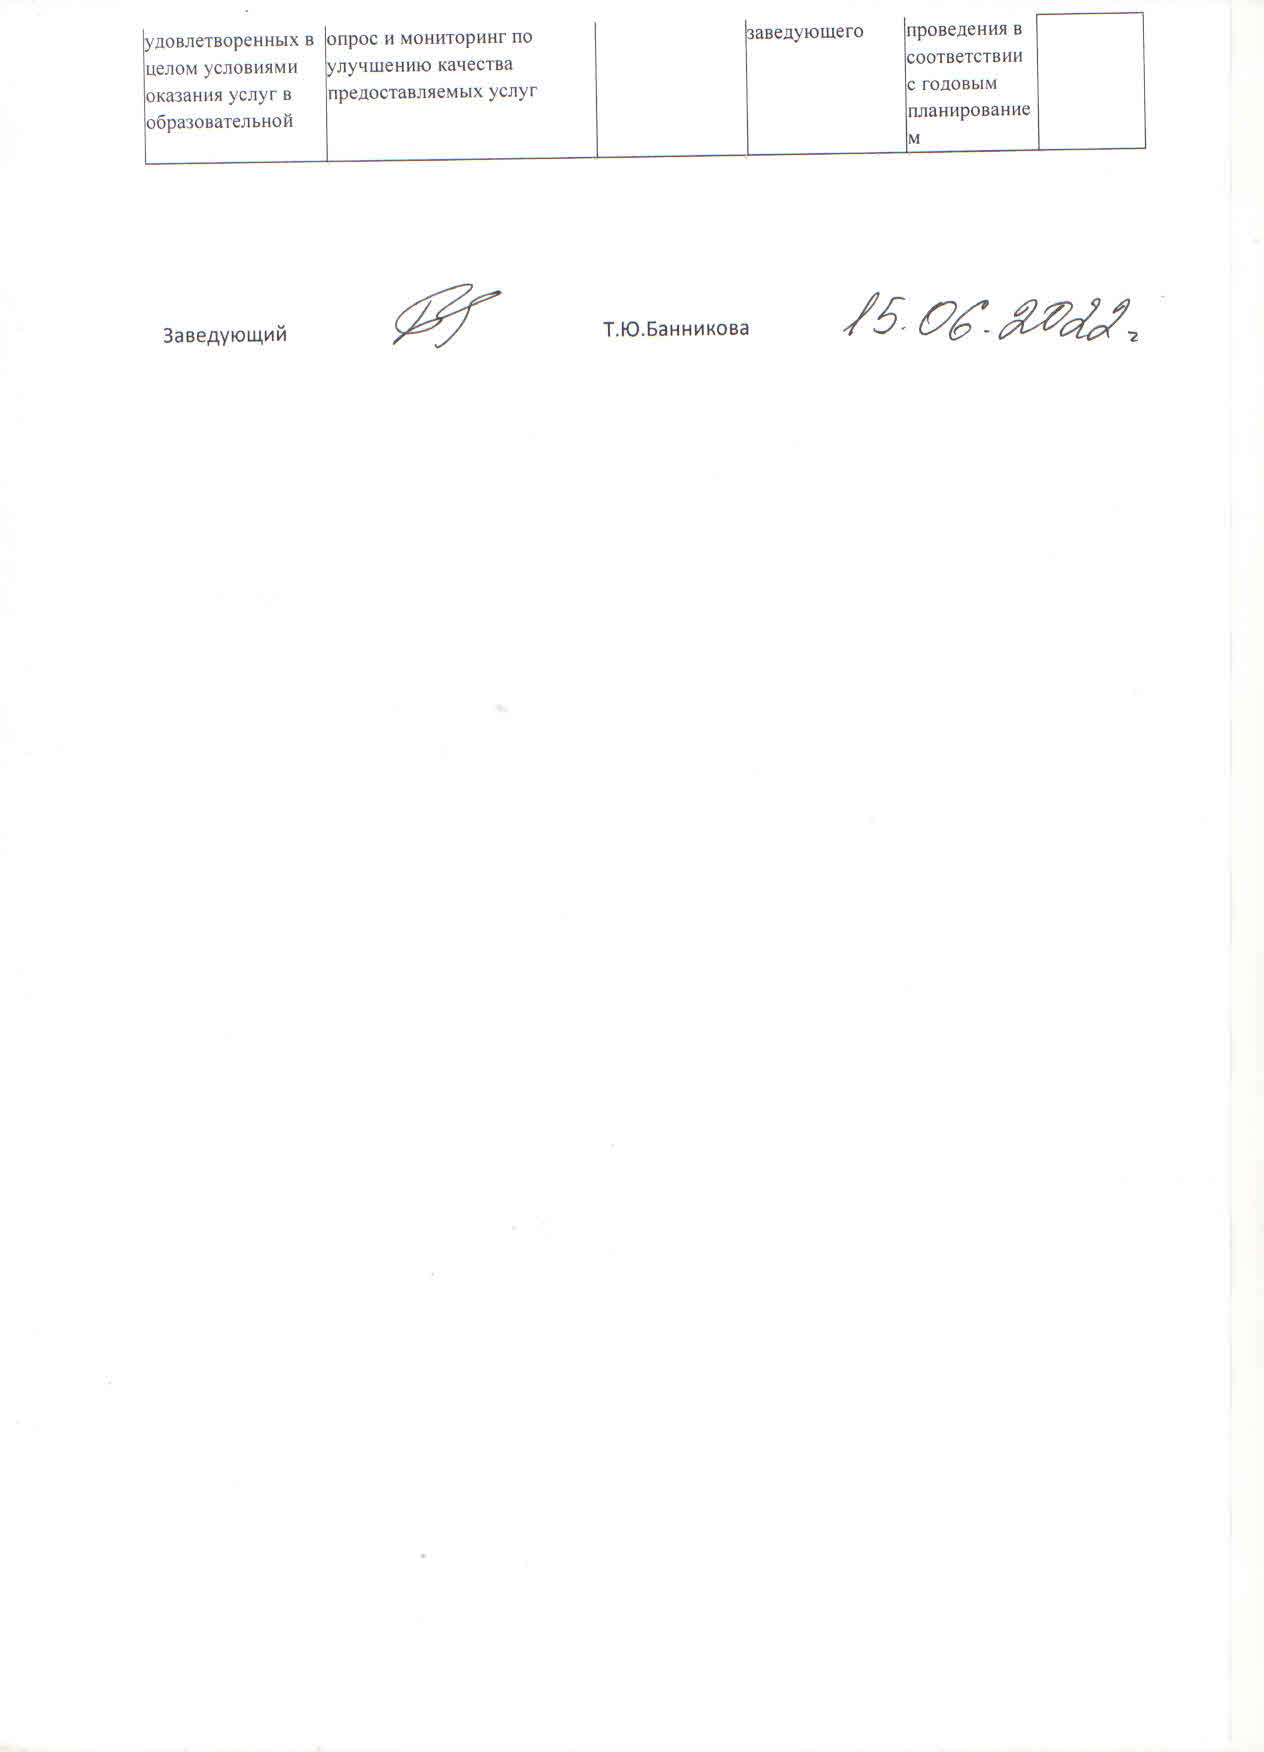 удовлетворенных в
целом условиями
оказания услуг в
образовательной
опрос и мониторинг по
улучшению качества
предоставляемых услуг
заведующего
проведения в
соответствии
с годовым
планирование
м
Заведующий
Т.Ю.Банникова
15.06.2022г